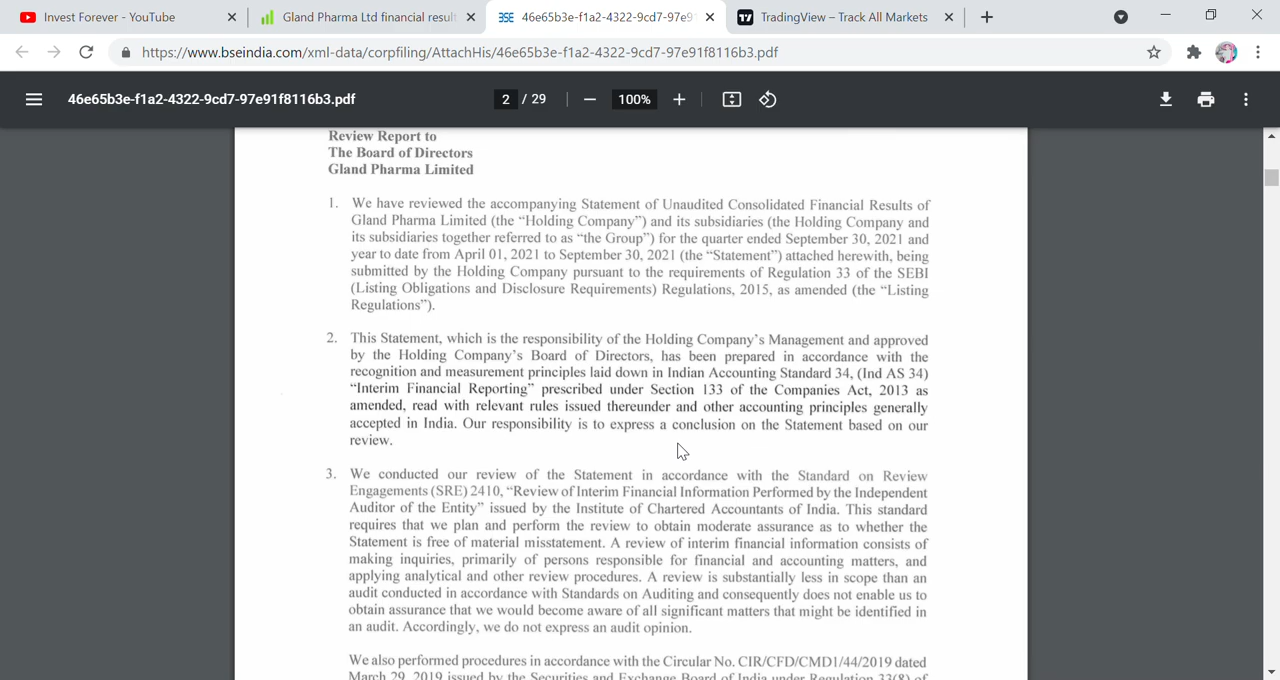 Invest Forever - YouTube
Gland Pharma Ltd financial result
46e65b3e-f1a2-4322-9cd7-97e9
TradingView – Track All Markets
https://www.bseindia.com/xml-data/corpfiling/AttachHis/46e65b3e-f1a2-4322-9cd7-97e91f8116b3.pdf
46e65b3e-f1a2-4322-9cd7-97e91f8116b3.pdf
2 / 29
100%
Review Report to
The Board of Directors
Gland Pharma Limited
1. We have reviewed the accompanying Statement of Unaudited Consolidated Financial Results of
Gland Pharma Limited (the “Holding Company”) and its subsidiaries (the Holding Company and
its subsidiaries together referred to as “the Group”) for the quarter ended September 30, 2021 and
year to date from April 01, 2021 to September 30, 2021 (the “Statement”) attached herewith, being
submitted by the Holding Company pursuant to the requirements of Regulation 33 of the SEBI
(Listing Obligations and Disclosure Requirements) Regulations, 2015, as amended (the “Listing
Regulations”).
2. This Statement, which is the responsibility of the Holding Company’s Management and approved
by the Holding Company’s Board of Directors, has been prepared in accordance with the
recognition and measurement principles laid down in Indian Accounting Standard 34, (Ind AS 34)
“Interim Financial Reporting” prescribed under Section 133 of the Companies Act, 2013 as
amended, read with relevant rules issued thereunder and other accounting principles generally
accepted in India. Our responsibility is to express a conclusion on the Statement based on our
review.
3. We conducted our review of the Statement in accordance with the Standard on Review
Engagements (SRE) 2410, “Review of Interim Financial Information Performed by the Independent
Auditor of the Entity” issued by the Institute of Chartered Accountants of India. This standard
requires that we plan and perform the review to obtain moderate assurance as to whether the
Statement is free of material misstatement. A review of interim financial information consists of
making inquiries, primarily of persons responsible for financial and accounting matters, and
applying analytical and other review procedures. A review is substantially less in scope than an
audit conducted in accordance with Standards on Auditing and consequently does not enable us to
obtain assurance that we would become aware of all significant matters that might be identified in
an audit. Accordingly, we do not express an audit opinion.
We also performed procedures in accordance with the Circular No. CIR/CFD/CMD1/44/2019 dated
March 29, 2019 issued by the Securities and Exchange Board of India under Regulation 33(8) of